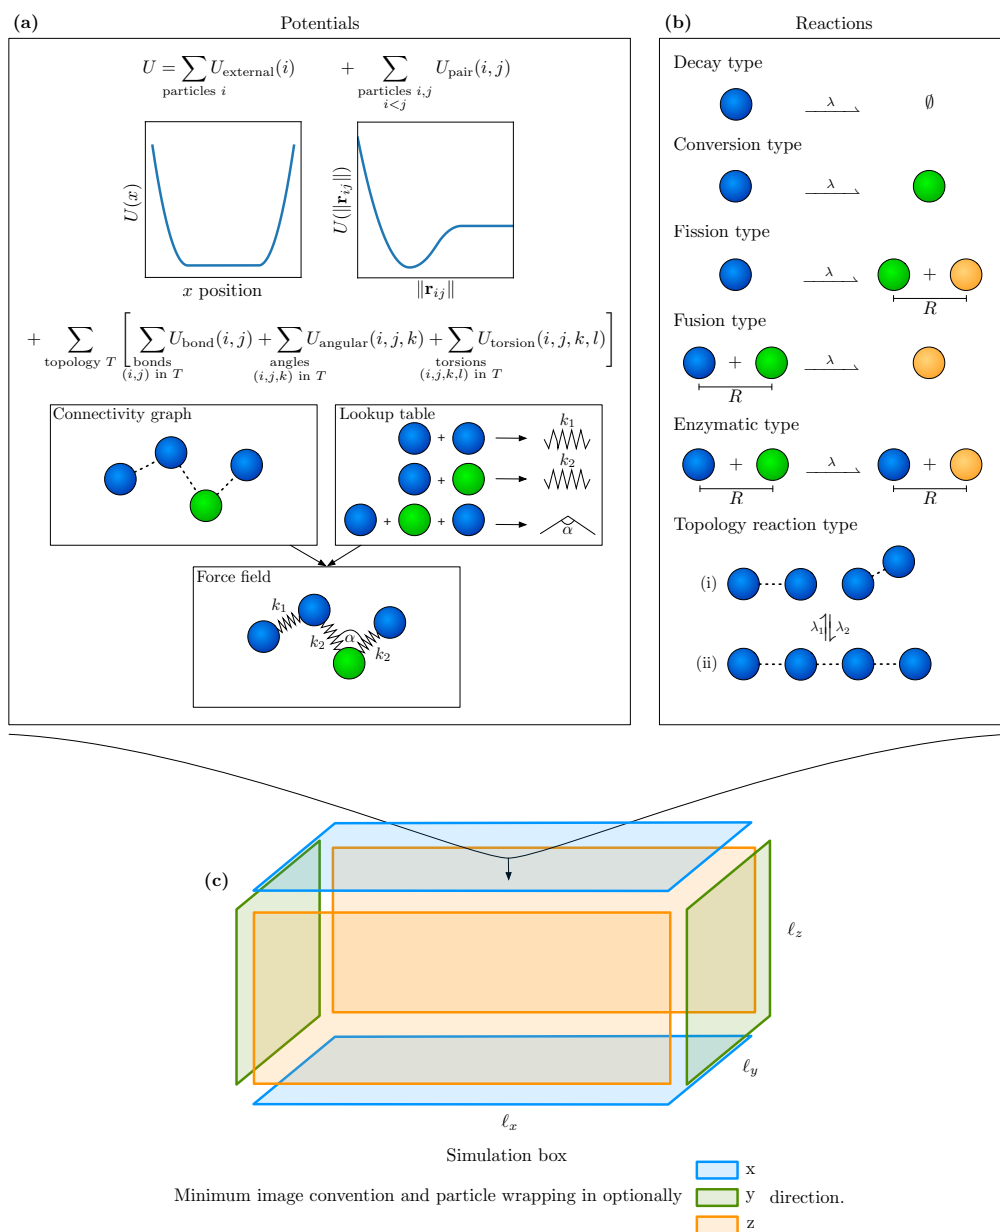 (a) Potentials
U = ∑ U_external(i) + ∑ U_pair(i, j)
particles i particles i,j
i<j
U(x)
x position
U(‖r_ij‖)
‖r_ij‖
+ ∑ [ ∑ U_bond(i, j) + ∑ U_angular(i, j, k) + ∑ U_torsion(i, j, k, l) ]
topology T bonds angles torsions
(i,j) in T (i,j,k) in T (i,j,k,l) in T
Connectivity graph
Lookup table
+ k_1
+ k_2
+ + α
Force field
k_1
k_2 α k_2
(b) Reactions
Decay type
λ ∅
Conversion type
λ
Fission type
λ +
R
Fusion type
+ λ
R
Enzymatic type
+ λ +
R R
Topology reaction type
(i)
λ_1 λ_2
(ii)
(c)
ℓ_z
ℓ_y
ℓ_x
Simulation box
x
Minimum image convention and particle wrapping in optionally y direction.
z